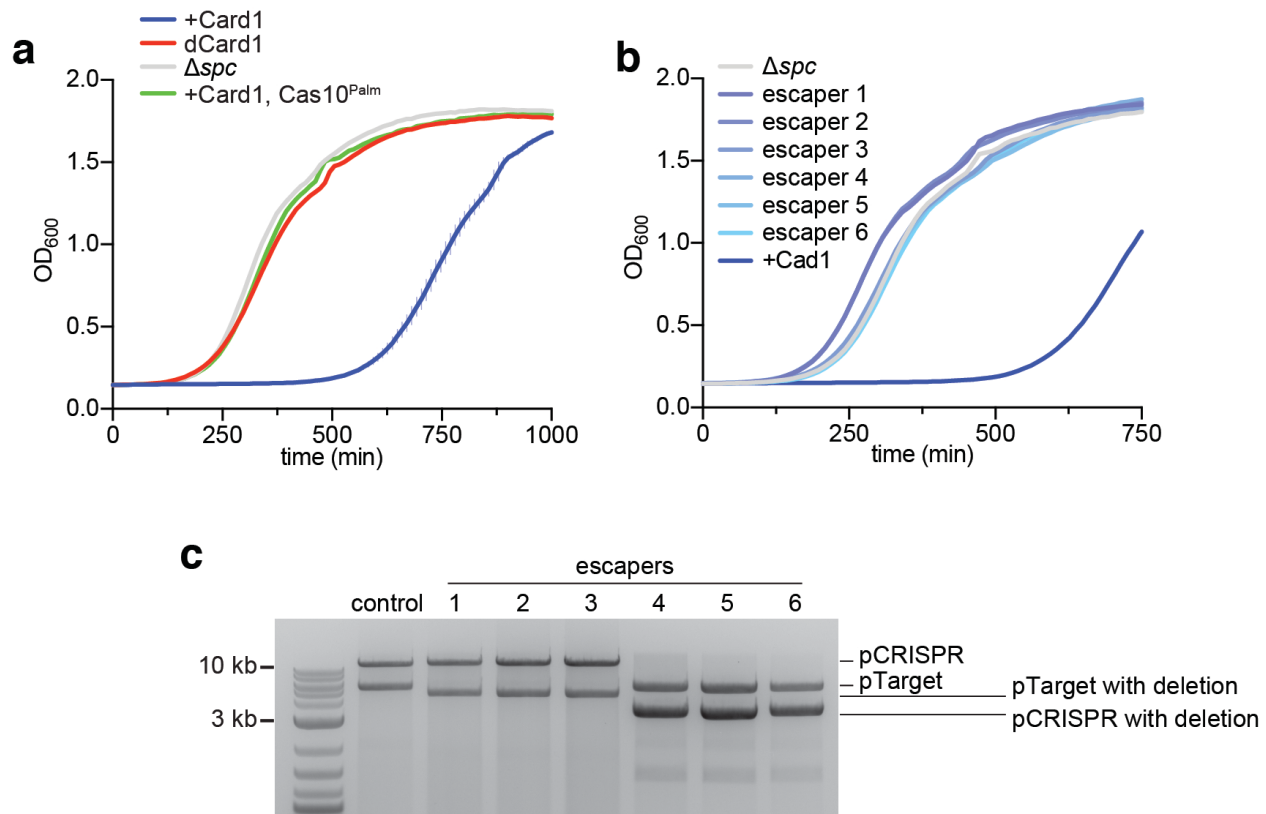 a
+Card1
dCard1
Δspc
+Card1, Cas10Palm
2.0
1.5
1.0
0.5
0.0
OD600
0 250 500 750 1000
time (min)
b
Δspc
escaper 1
escaper 2
escaper 3
escaper 4
escaper 5
escaper 6
+Cad1
2.0
1.5
1.0
0.5
0.0
OD600
0 250 500 750
time (min)
c
escapers
control 1 2 3 4 5 6
10 kb
3 kb
pCRISPR
pTarget
pTarget with deletion
pCRISPR with deletion